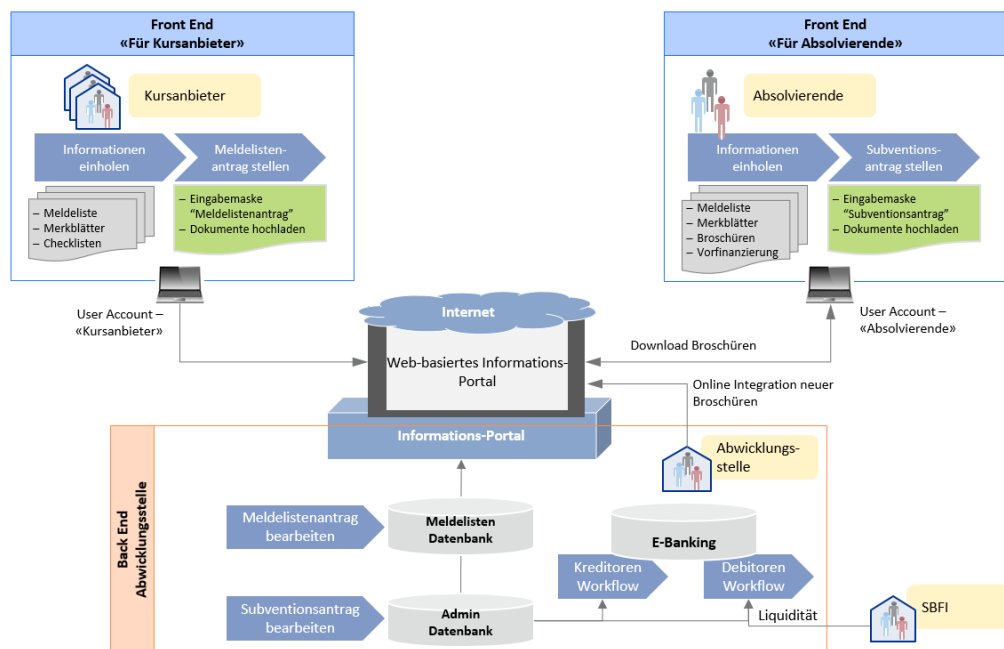 Front End
«Für Kursanbieter»
Kursanbieter
Informationen
einholen
Meldelisten-
antrag stellen
– Meldeliste
– Merkblätter
– Checklisten
– Eingabemaske
“Meldelistenantrag”
– Dokumente hochladen
User Account –
«Kursanbieter»
Front End
«Für Absolvierende»
Absolvierende
Informationen
einholen
Subventions-
antrag stellen
– Meldeliste
– Merkblätter
– Broschüren
– Vorfinanzierung
– Eingabemaske
“Subventionsantrag”
– Dokumente hochladen
User Account –
«Absolvierende»
Internet
Web-basiertes Informations-
Portal
Informations-Portal
Download Broschüren
Online Integration neuer
Broschüren
Back End
Abwicklungsstelle
Abwicklungs-
stelle
Meldelistenantrag
bearbeiten
Meldelisten
Datenbank
E-Banking
Kreditoren
Workflow
Debitoren
Workflow
Subventionsantrag
bearbeiten
Admin
Datenbank
Liquidität
SBFI